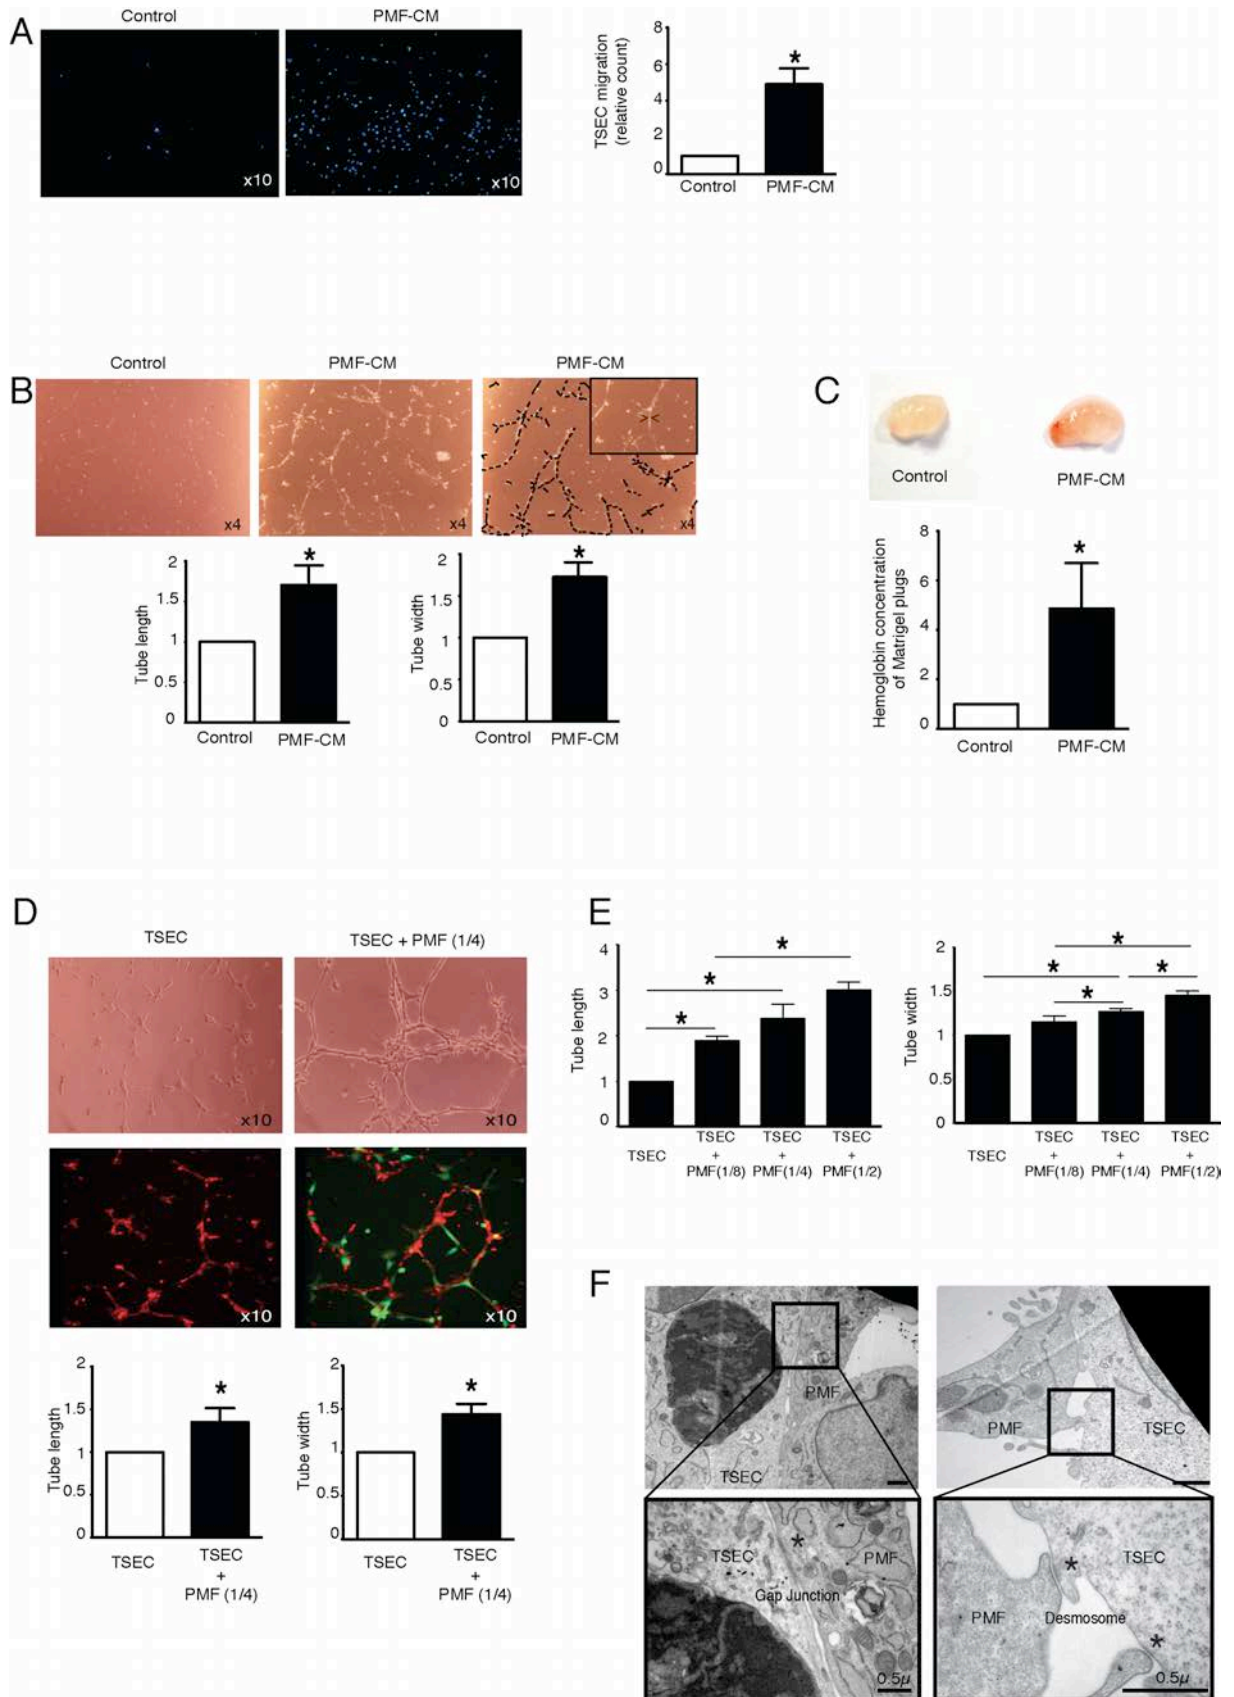 A
Control
PMF-CM
x10
x10
TSEC migration
(relative count)
8
6
4
2
0
*
Control
PMF-CM
B
Control
PMF-CM
PMF-CM
x4
x4
x4
> <
Tube length
2
1.5
1
0.5
0
*
Control
PMF-CM
Tube width
2
1.5
1
0.5
0
*
Control
PMF-CM
C
Control
PMF-CM
Hemoglobin concentration
of Matrigel plugs
8
6
4
2
0
*
Control
PMF-CM
D
TSEC
TSEC + PMF (1/4)
x10
x10
x10
x10
Tube length
2
1.5
1
0.5
0
*
TSEC
TSEC
+
PMF (1/4)
Tube width
2
1.5
1
0.5
0
*
TSEC
TSEC
+
PMF (1/4)
E
Tube length
4
3
2
1
0
*
*
*
TSEC
TSEC
+
PMF(1/8)
TSEC
+
PMF(1/4)
TSEC
+
PMF(1/2)
Tube width
2
1.5
1
0.5
0
*
*
*
*
TSEC
TSEC
+
PMF(1/8)
TSEC
+
PMF(1/4)
TSEC
+
PMF(1/2)
F
PMF
TSEC
PMF
TSEC
TSEC
*
PMF
Gap Junction
0.5μ
*
TSEC
PMF
Desmosome
*
0.5μ